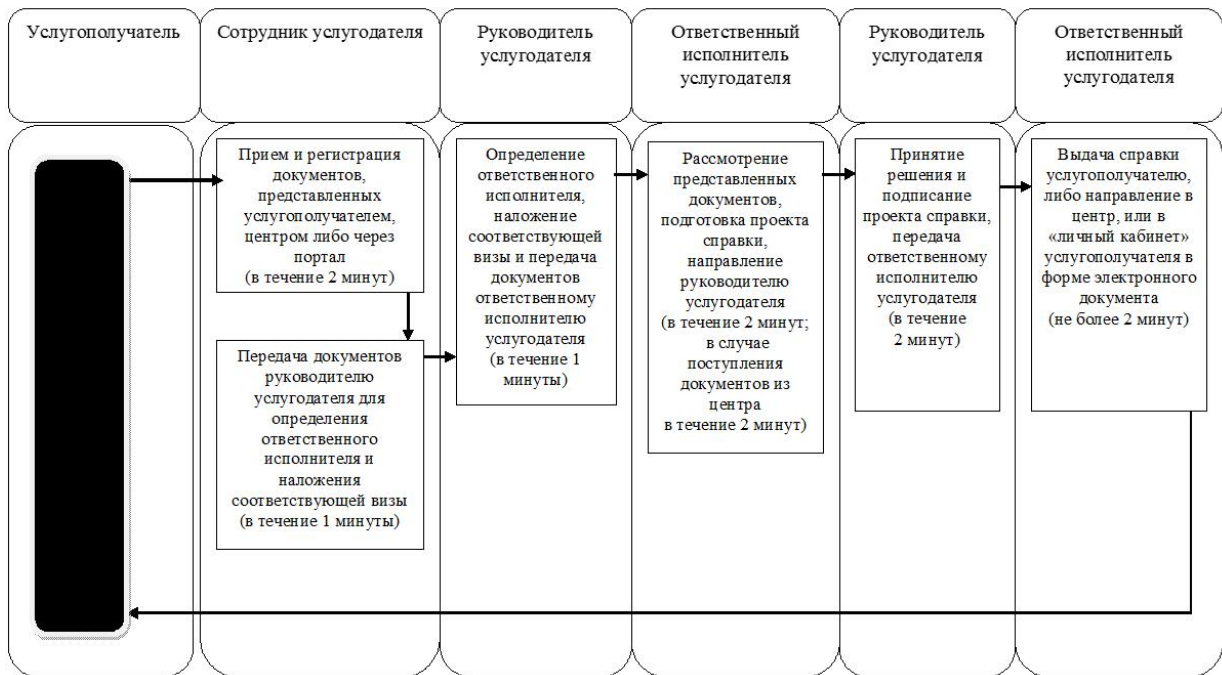 Услугополучатель
Сотрудник услугодателя
Руководитель
услугодателя
Ответственный
исполнитель
услугодателя
Руководитель
услугодателя
Ответственный
исполнитель
услугодателя
Прием и регистрация
документов,
представленных
услугополучателем,
центром либо через
портал
(в течение 2 минут)
Передача документов
руководителю
услугодателя для
определения
ответственного
исполнителя и
наложения
соответствующей визы
(в течение 1 минуты)
Определение
ответственного
исполнителя,
наложение
соответствующей
визы и передача
документов
ответственному
исполнителю
услугодателя
(в течение 1
минуты)
Рассмотрение
представленных
документов,
подготовка проекта
справки,
направление
руководителю
услугодателя
(в течение 2 минут;
в случае
поступления
документов из
центра
в течение 2 минут)
Принятие
решения и
подписание
проекта справки,
передача
ответственному
исполнителю
услугодателя
(в течение
2 минут)
Выдача справки
услугополучателю,
либо направление в
центр, или в
«личный кабинет»
услугополучателя в
форме электронного
документа
(не более 2 минут)